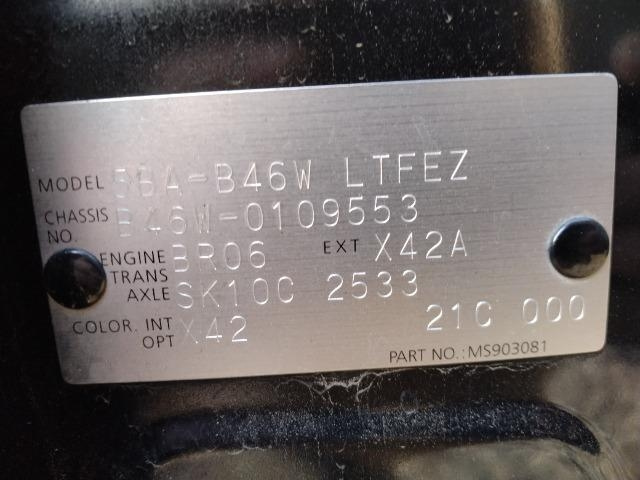 MODEL 5BA-B46W LTFEZ
CHASSIS NO. B46W-0109553
ENGINE BR06 EXT X42A
TRANS AXLE SK10C 2533
COLOR. INT OPT X42 21C 000
PART NO.:MS903081